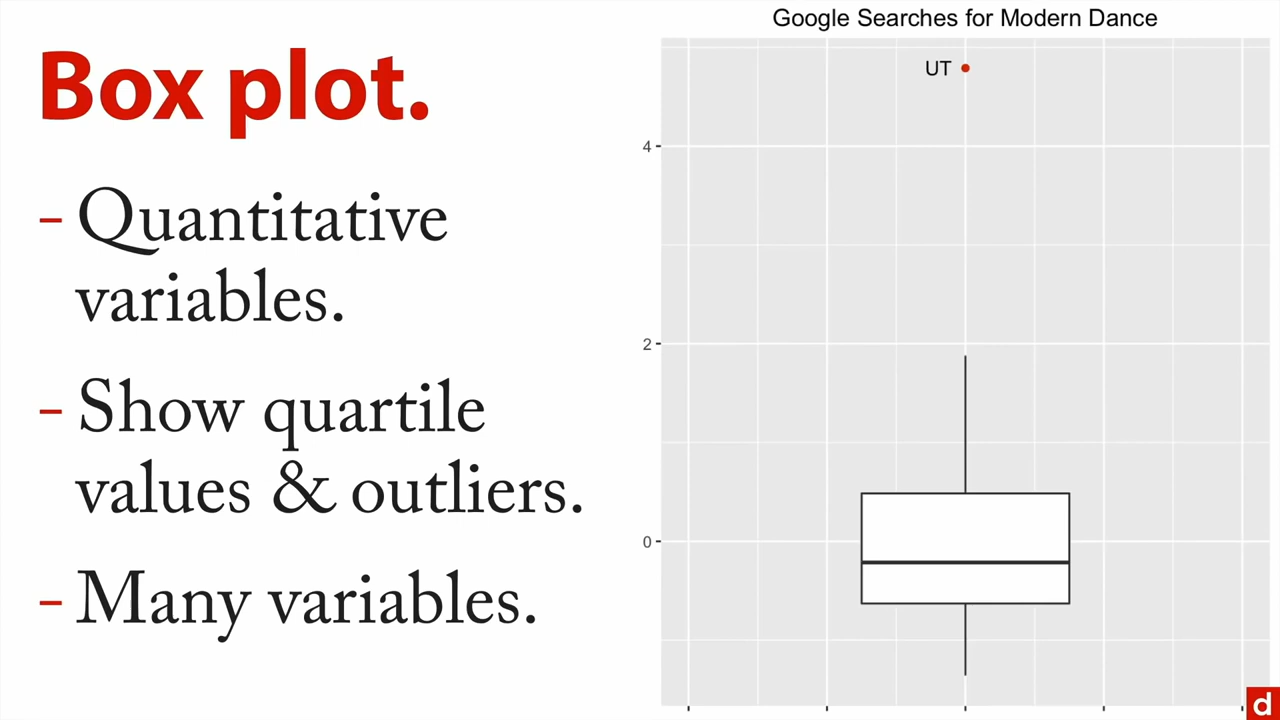 Box plot.
– Quantitative
variables.
– Show quartile
values & outliers.
– Many variables.
Google Searches for Modern Dance
UT
4
2
0
d